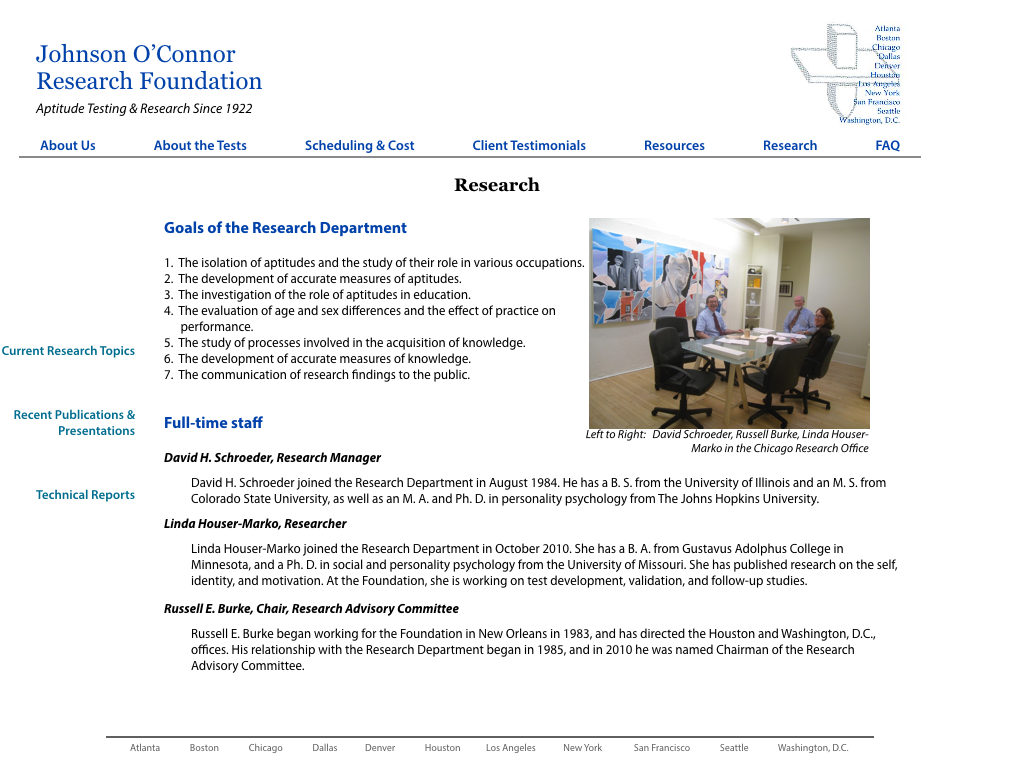 Johnson O’Connor
Research Foundation
Aptitude Testing & Research Since 1922
Atlanta
Boston
Chicago
Dallas
Denver
Houston
Los Angeles
New York
San Francisco
Seattle
Washington, D.C.
About Us About the Tests Scheduling & Cost Client Testimonials Resources Research FAQ
Research
Goals of the Research Department
1. The isolation of aptitudes and the study of their role in various occupations.
2. The development of accurate measures of aptitudes.
3. The investigation of the role of aptitudes in education.
4. The evaluation of age and sex differences and the effect of practice on
performance.
5. The study of processes involved in the acquisition of knowledge.
6. The development of accurate measures of knowledge.
7. The communication of research findings to the public.
Current Research Topics
Recent Publications &
Presentations
Technical Reports
Left to Right: David Schroeder, Russell Burke, Linda Houser-
Marko in the Chicago Research Office
Full-time staff
David H. Schroeder, Research Manager
David H. Schroeder joined the Research Department in August 1984. He has a B. S. from the University of Illinois and an M. S. from
Colorado State University, as well as an M. A. and Ph. D. in personality psychology from The Johns Hopkins University.
Linda Houser-Marko, Researcher
Linda Houser-Marko joined the Research Department in October 2010. She has a B. A. from Gustavus Adolphus College in
Minnesota, and a Ph. D. in social and personality psychology from the University of Missouri. She has published research on the self,
identity, and motivation. At the Foundation, she is working on test development, validation, and follow-up studies.
Russell E. Burke, Chair, Research Advisory Committee
Russell E. Burke began working for the Foundation in New Orleans in 1983, and has directed the Houston and Washington, D.C.,
offices. His relationship with the Research Department began in 1985, and in 2010 he was named Chairman of the Research
Advisory Committee.
Atlanta Boston Chicago Dallas Denver Houston Los Angeles New York San Francisco Seattle Washington, D.C.